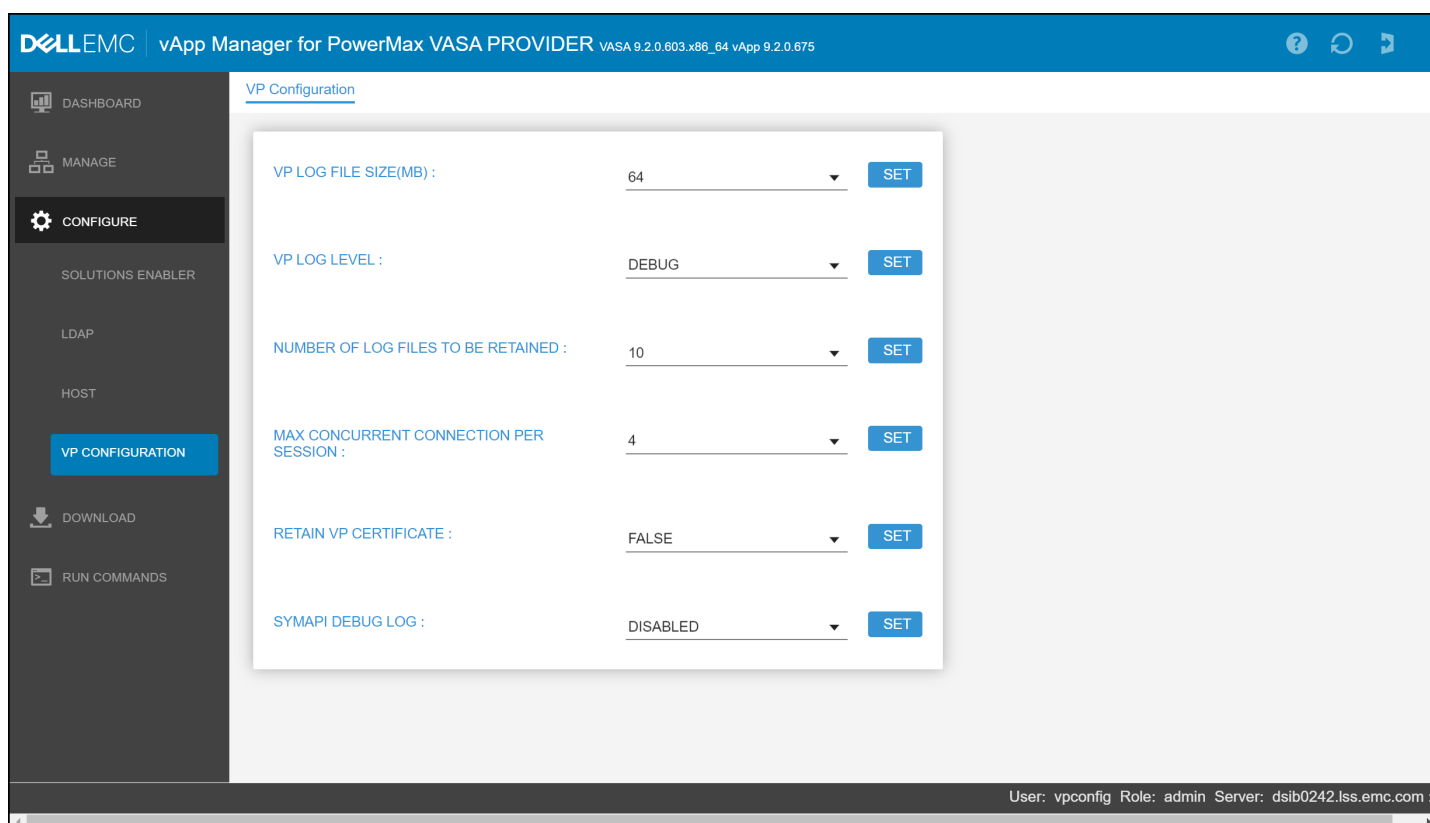 DELLEMC vApp Manager for PowerMax VASA PROVIDER VASA 9.2.0.603.x86_64 vApp 9.2.0.675
DASHBOARD
MANAGE
CONFIGURE
SOLUTIONS ENABLER
LDAP
HOST
VP CONFIGURATION
DOWNLOAD
RUN COMMANDS
VP Configuration
VP LOG FILE SIZE(MB) : 64 SET
VP LOG LEVEL : DEBUG SET
NUMBER OF LOG FILES TO BE RETAINED : 10 SET
MAX CONCURRENT CONNECTION PER
SESSION : 4 SET
RETAIN VP CERTIFICATE : FALSE SET
SYMAPI DEBUG LOG : DISABLED SET
User: vpconfig Role: admin Server: dsib0242.lss.emc.com :